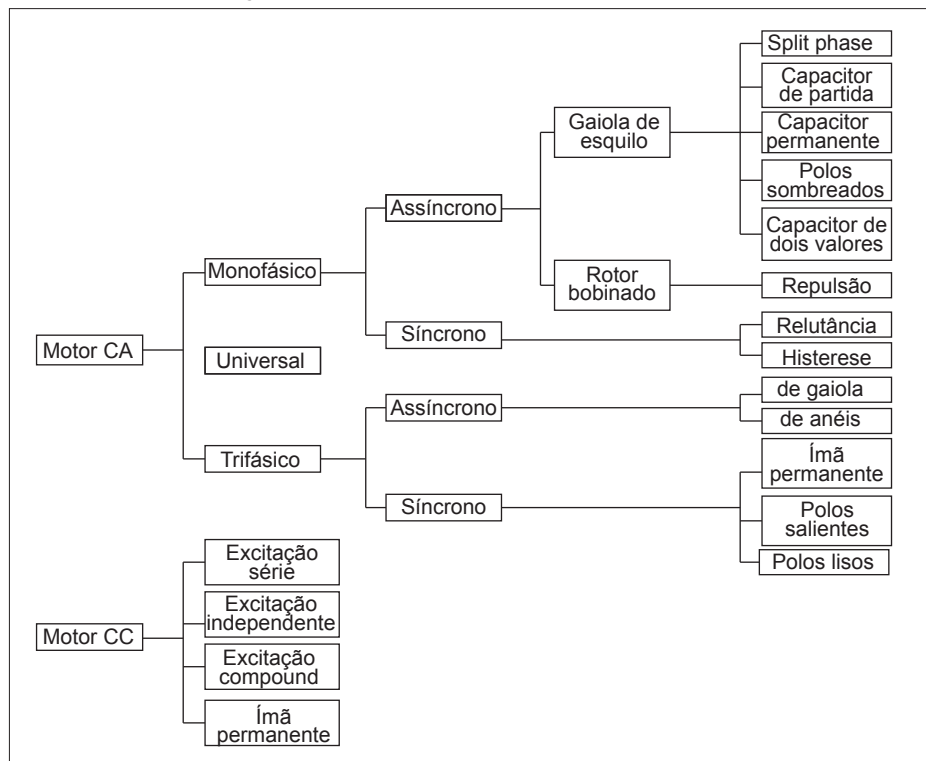 Split phase
Capacitor
de partida
Capacitor
permanente
Polos
sombreados
Capacitor de
dois valores
Gaiola de
esquilo
Assíncrono
Rotor
bobinado
Repulsão
Monofásico
Síncrono
Relutância
Histerese
Motor CA
Universal
Assíncrono
de gaiola
de anéis
Trifásico
Síncrono
Ímã
permanente
Polos
salientes
Polos lisos
Motor CC
Excitação
série
Excitação
independente
Excitação
compound
Ímã
permanente